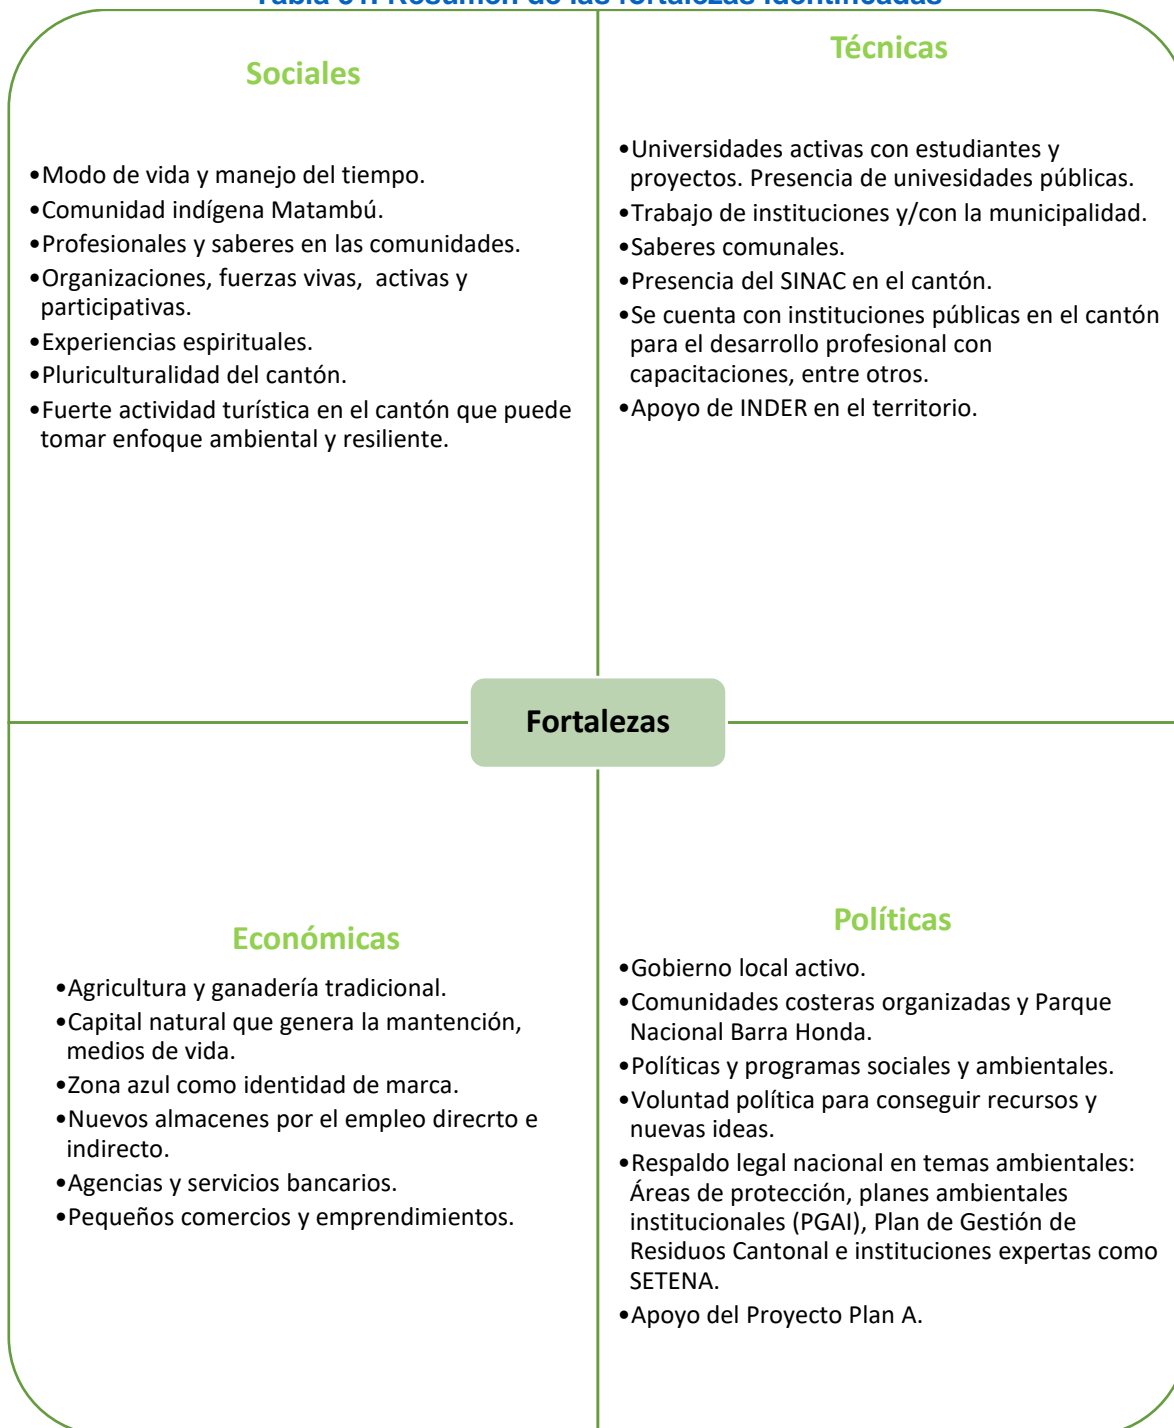 Tabla 31. Resumen de las fortalezas identificadas
Sociales
•Modo de vida y manejo del tiempo.
•Comunidad indígena Matambú.
•Profesionales y saberes en las comunidades.
•Organizaciones, fuerzas vivas, activas y
participativas.
•Experiencias espirituales.
•Pluriculturalidad del cantón.
•Fuerte actividad turística en el cantón que puede
tomar enfoque ambiental y resiliente.
Técnicas
•Universidades activas con estudiantes y
proyectos. Presencia de univesidades públicas.
•Trabajo de instituciones y/con la municipalidad.
•Saberes comunales.
•Presencia del SINAC en el cantón.
•Se cuenta con instituciones públicas en el cantón
para el desarrollo profesional con
capacitaciones, entre otros.
•Apoyo de INDER en el territorio.
Fortalezas
Económicas
•Agricultura y ganadería tradicional.
•Capital natural que genera la mantención,
medios de vida.
•Zona azul como identidad de marca.
•Nuevos almacenes por el empleo direcrto e
indirecto.
•Agencias y servicios bancarios.
•Pequeños comercios y emprendimientos.
Políticas
•Gobierno local activo.
•Comunidades costeras organizadas y Parque
Nacional Barra Honda.
•Políticas y programas sociales y ambientales.
•Voluntad política para conseguir recursos y
nuevas ideas.
•Respaldo legal nacional en temas ambientales:
Áreas de protección, planes ambientales
institucionales (PGAI), Plan de Gestión de
Residuos Cantonal e instituciones expertas como
SETENA.
•Apoyo del Proyecto Plan A.